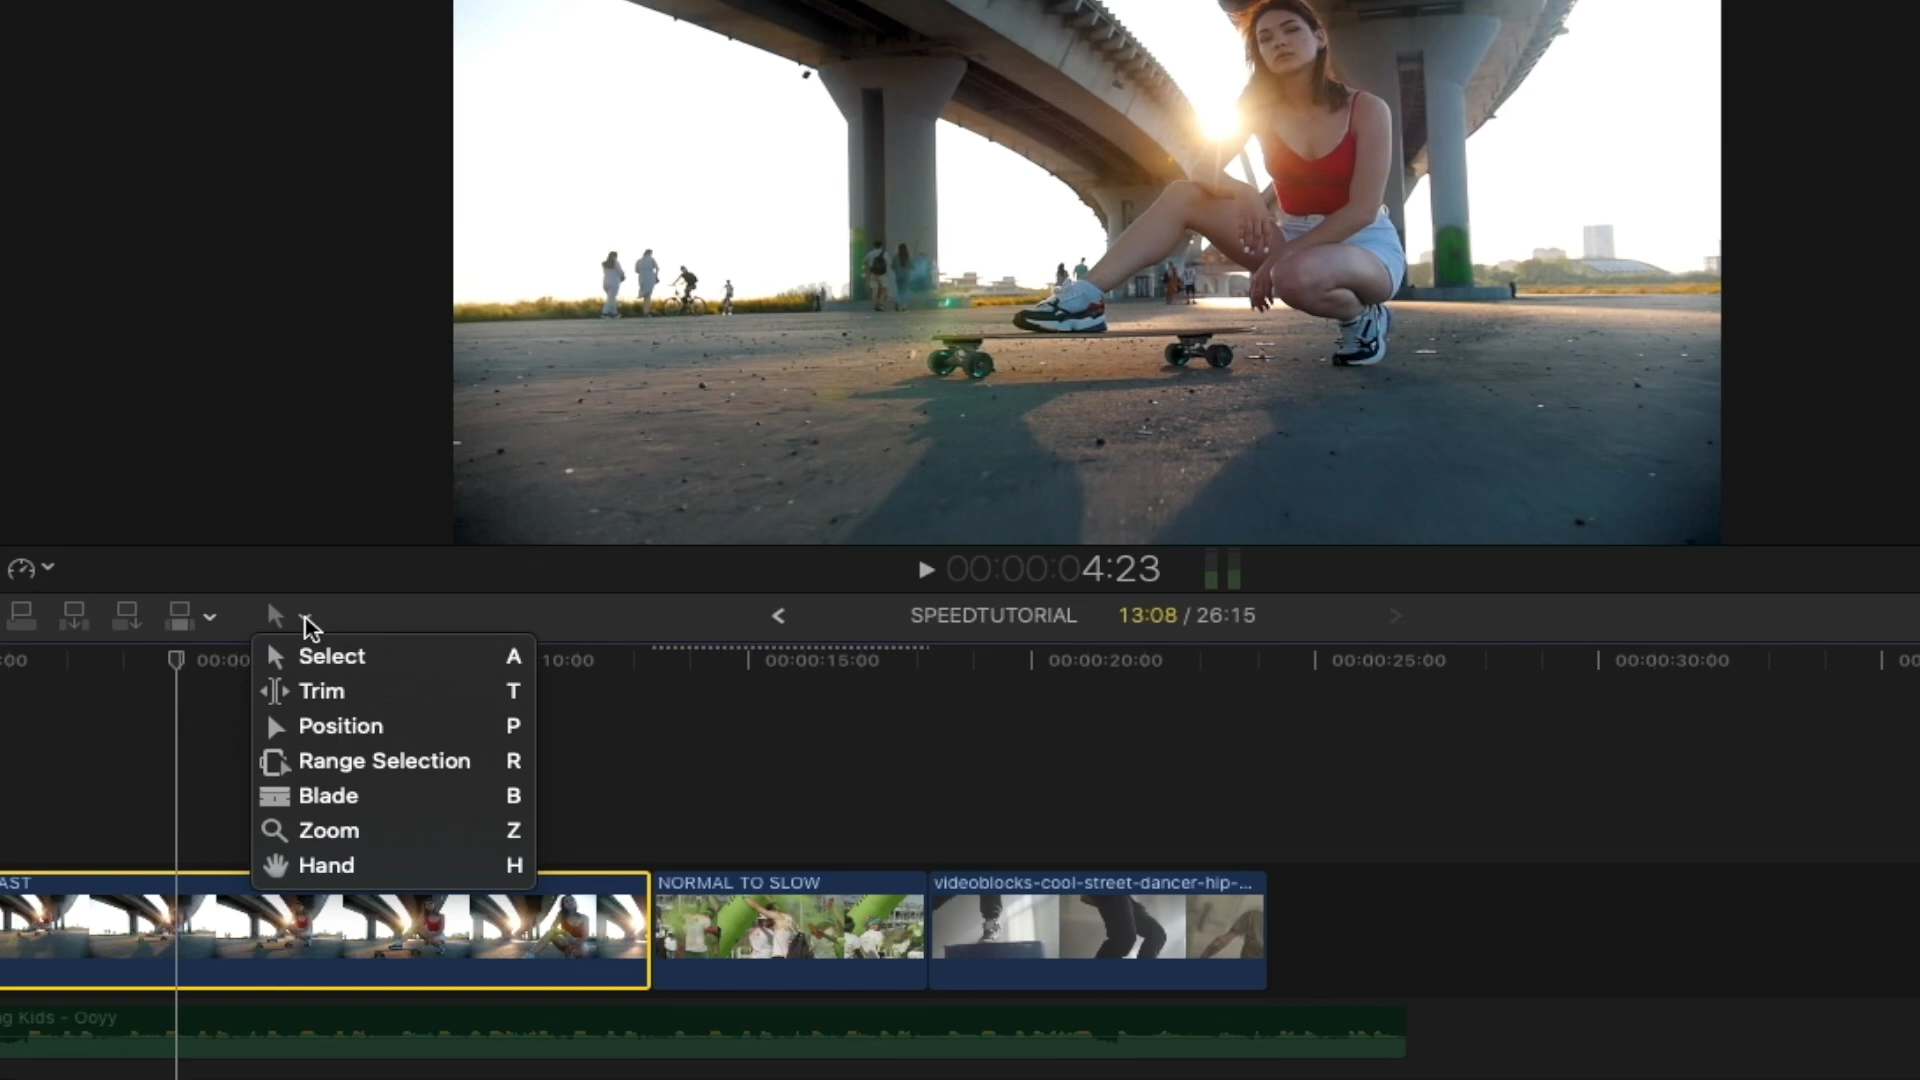 00:00:04:23
SPEEDTUTORIAL 13:08 / 26:15
:00 00:00 10:00 00:00:15:00 00:00:20:00 00:00:25:00 00:00:30:00 00
Select A
Trim T
Position P
Range Selection R
Blade B
Zoom Z
Hand H
AST NORMAL TO SLOW videoblocks-cool-street-dancer-hip-...
ng Kids - Ooyy